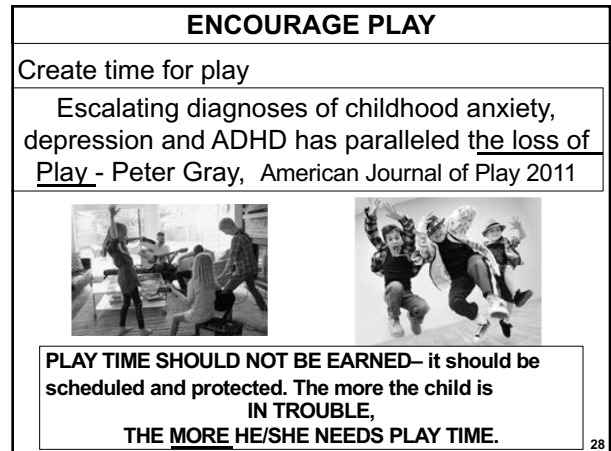 ENCOURAGE PLAY
Create time for play
Escalating diagnoses of childhood anxiety,
depression and ADHD has paralleled the loss of
Play - Peter Gray, American Journal of Play 2011
PLAY TIME SHOULD NOT BE EARNED– it should be
scheduled and protected. The more the child is
IN TROUBLE,
THE MORE HE/SHE NEEDS PLAY TIME.
28